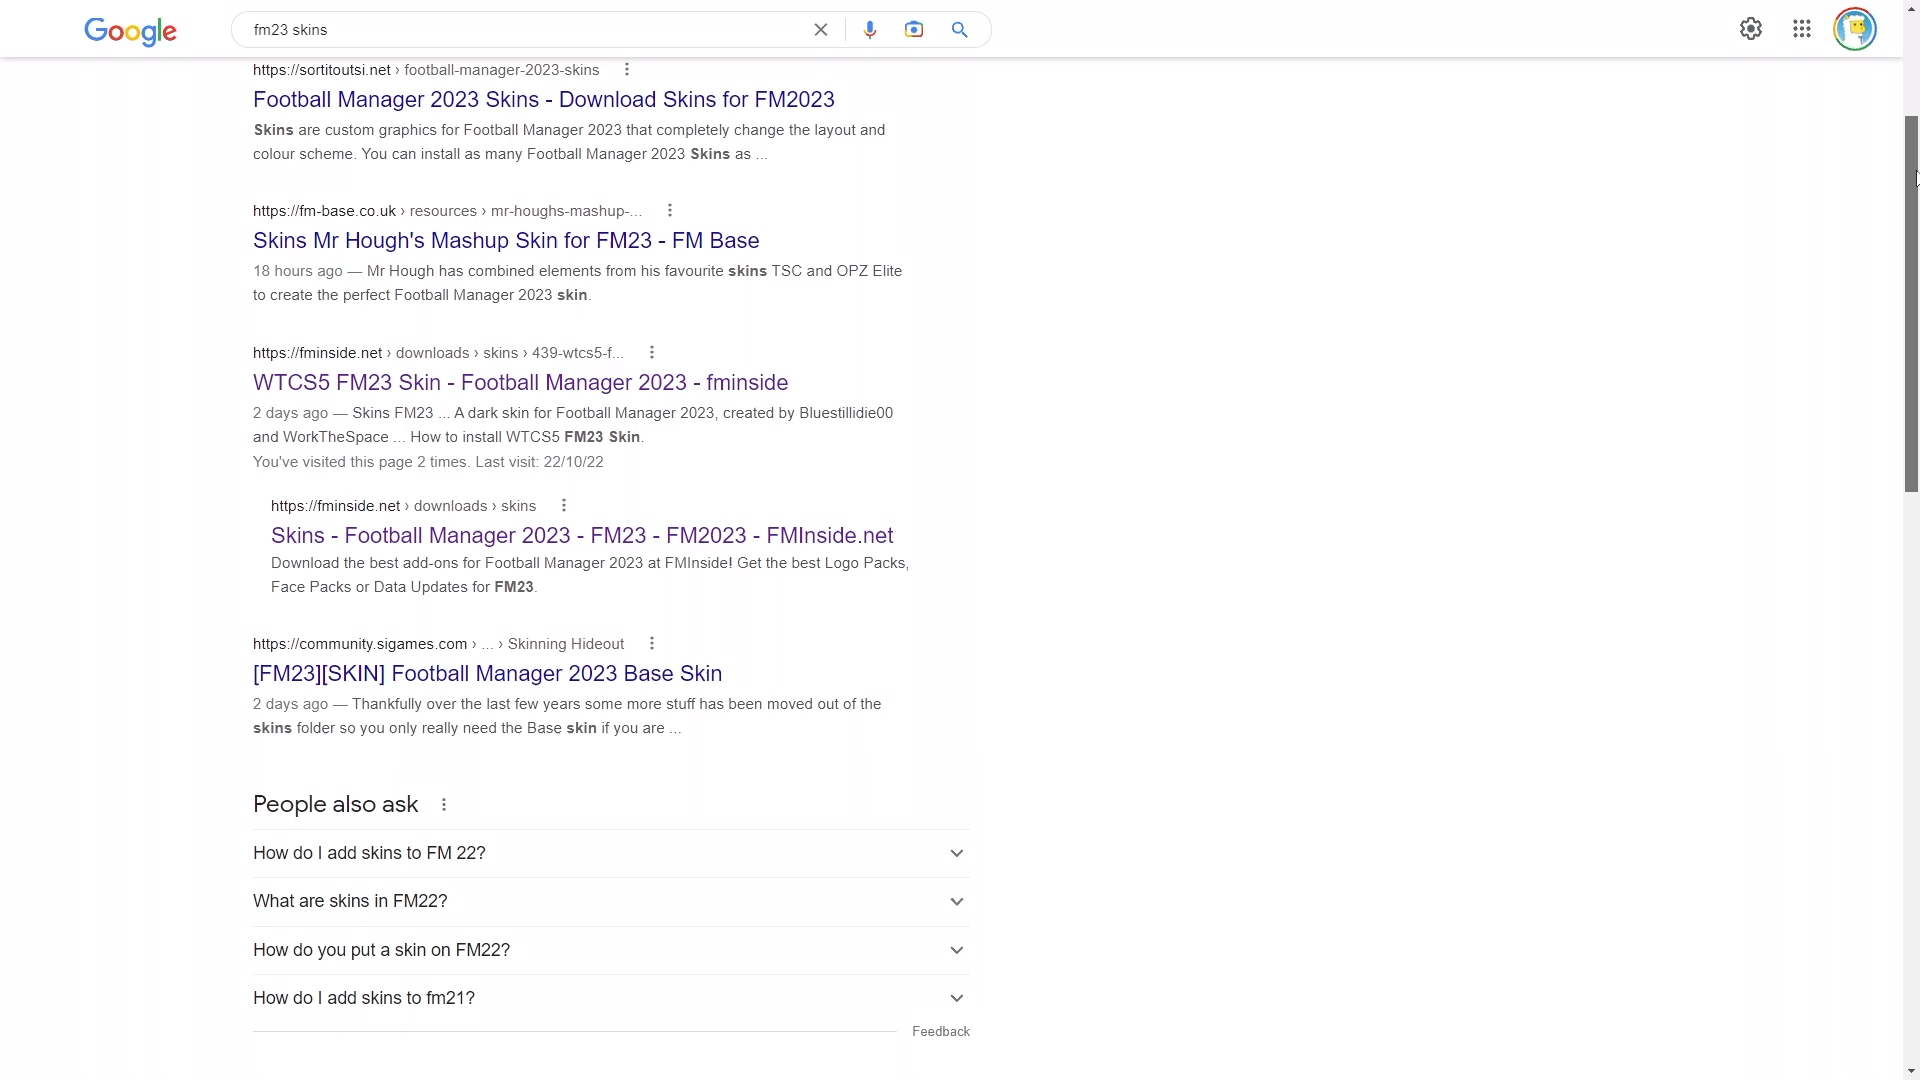 Google
fm23 skins
https://sortitoutsi.net › football-manager-2023-skins
Football Manager 2023 Skins - Download Skins for FM2023
Skins are custom graphics for Football Manager 2023 that completely change the layout and
colour scheme. You can install as many Football Manager 2023 Skins as ...
https://fm-base.co.uk › resources › mr-houghs-mashup-...
Skins Mr Hough's Mashup Skin for FM23 - FM Base
18 hours ago — Mr Hough has combined elements from his favourite skins TSC and OPZ Elite
to create the perfect Football Manager 2023 skin.
https://fminside.net › downloads › skins › 439-wtcs5-f...
WTCS5 FM23 Skin - Football Manager 2023 - fminside
2 days ago — Skins FM23 ... A dark skin for Football Manager 2023, created by Bluestillidie00
and WorkTheSpace ... How to install WTCS5 FM23 Skin.
You've visited this page 2 times. Last visit: 22/10/22
https://fminside.net › downloads › skins
Skins - Football Manager 2023 - FM23 - FM2023 - FMInside.net
Download the best add-ons for Football Manager 2023 at FMInside! Get the best Logo Packs,
Face Packs or Data Updates for FM23.
https://community.sigames.com › ... › Skinning Hideout
[FM23][SKIN] Football Manager 2023 Base Skin
2 days ago — Thankfully over the last few years some more stuff has been moved out of the
skins folder so you only really need the Base skin if you are ...
People also ask
How do I add skins to FM 22?
What are skins in FM22?
How do you put a skin on FM22?
How do I add skins to fm21?
Feedback